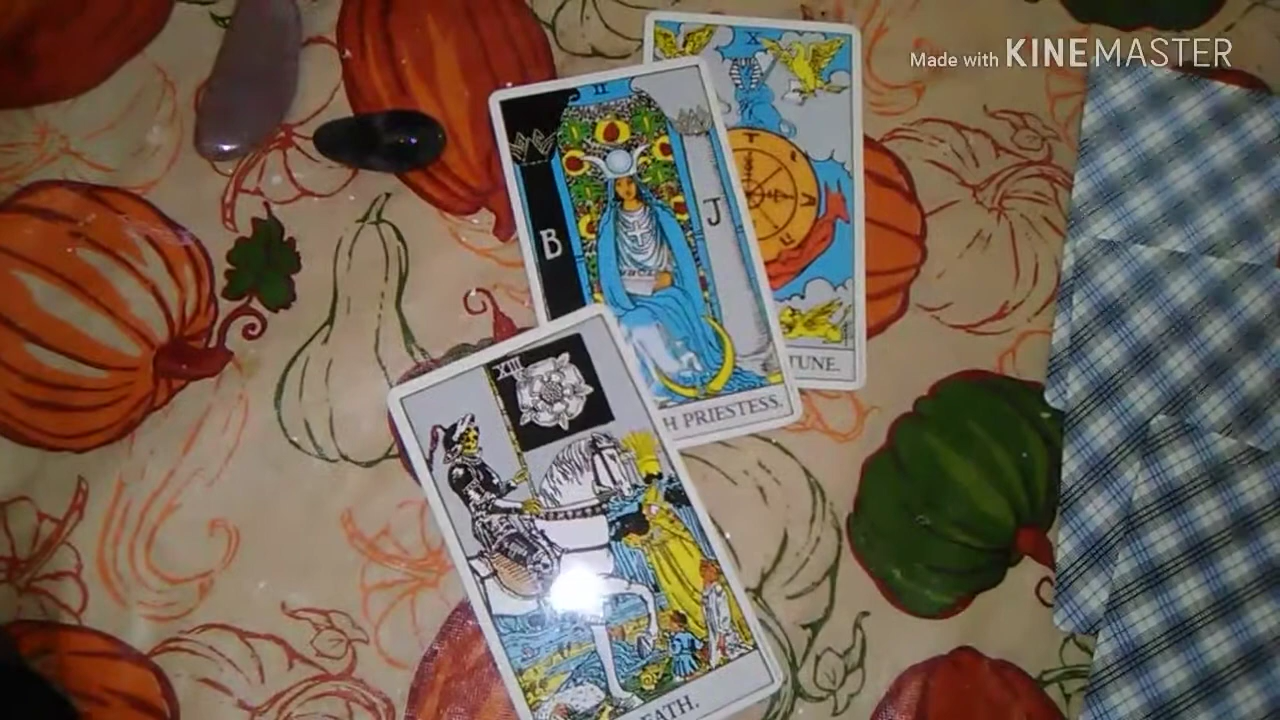 Made with KINEMASTER
X
II
B
J
TUNE.
H PRIESTESS.
XIII
EATH.